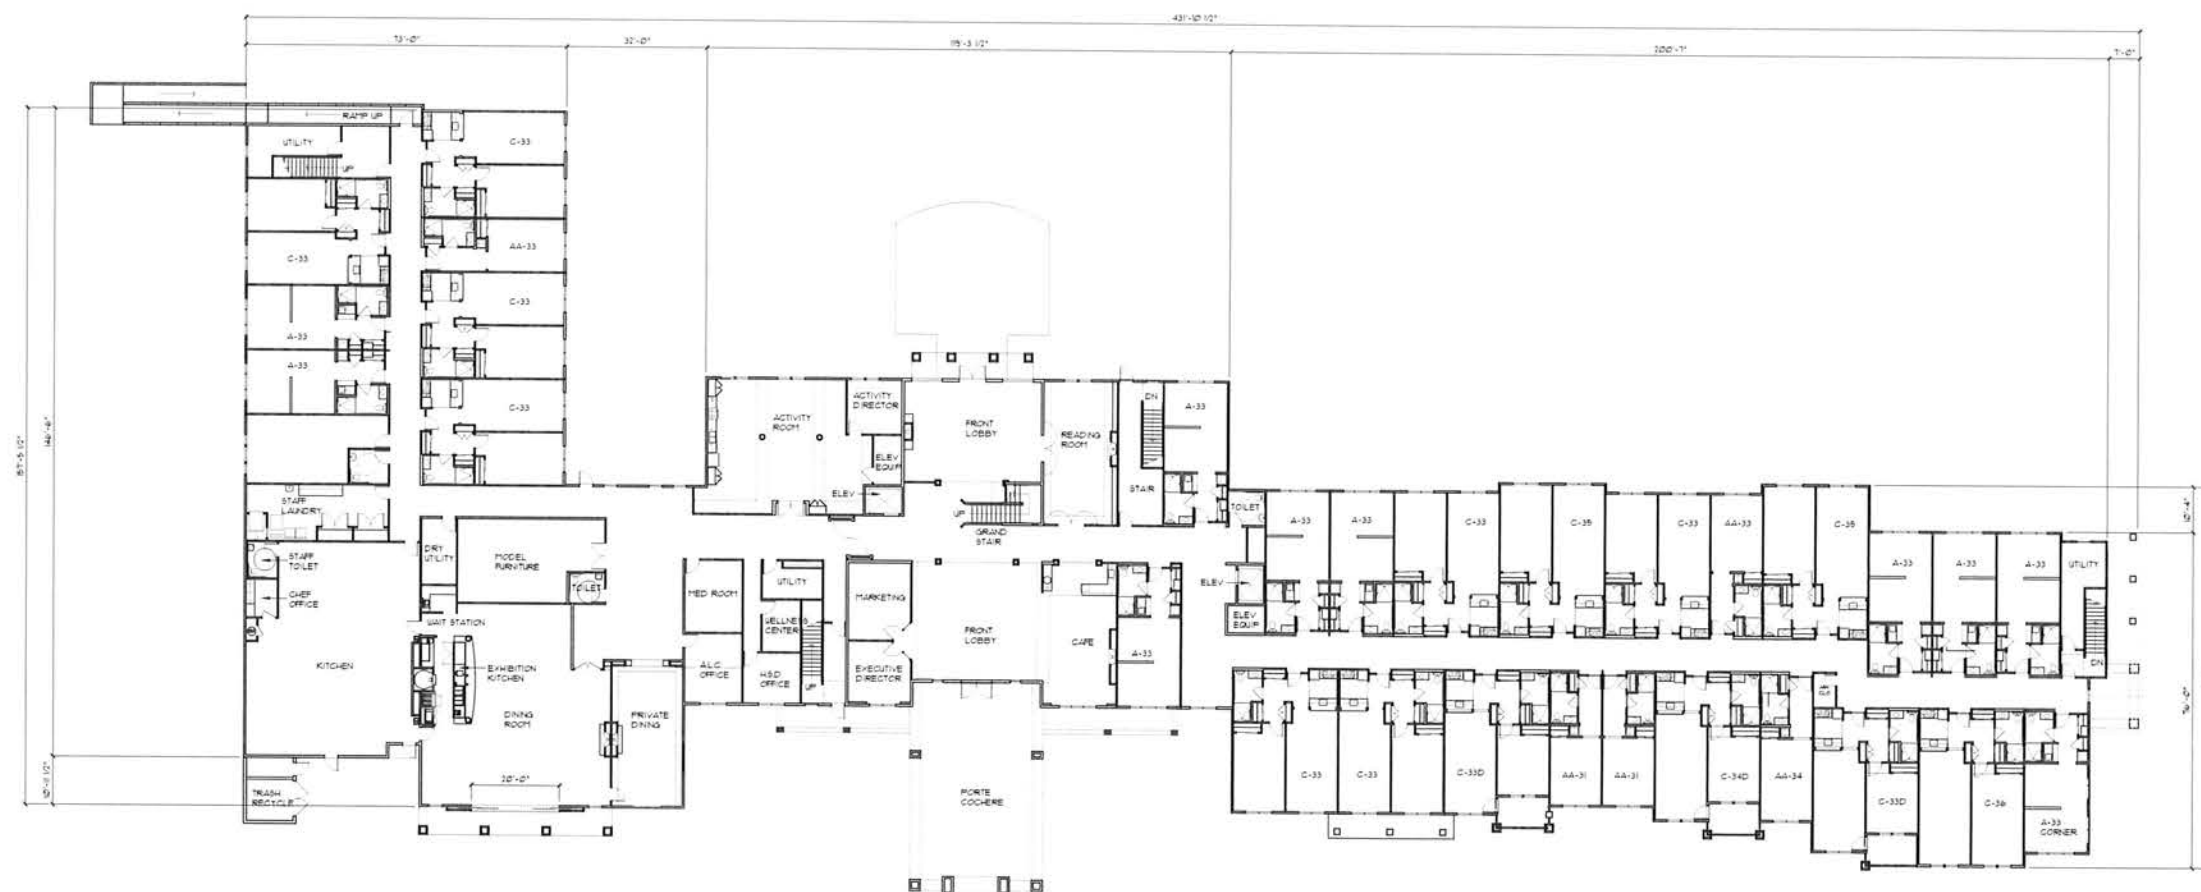 431'-10 1/2"
73'-0"
32'-0"
115'-3 1/2"
200'-7"
7'-0"
RAMP UP
UTILITY
UP
C-33
AA-33
C-33
C-33
A-33
A-33
C-33
C-33
146'-6"
STAFF
LAUNDRY
STAFF
TOILET
CHEF
OFFICE
KITCHEN
TRASH
RECYCLE
DRY
UTILITY
MODEL
FURNITURE
TOILET
WAIT STATION
EXHIBITION
KITCHEN
DINING
ROOM
20'-0"
PRIVATE
DINING
ACTIVITY
ROOM
ACTIVITY
DIRECTOR
ELEV
EQUIP
ELEV
FRONT
LOBBY
READING
ROOM
UP
GRAND
STAIR
DN
STAIR
A-33
MED ROOM
UTILITY
WELLNESS
CENTER
A.L.C.
OFFICE
H.S.D.
OFFICE
UP
MARKETING
EXECUTIVE
DIRECTOR
FRONT
LOBBY
CAFE
A-33
PORTE
COCHERE
TOILET
ELEV
ELEV
EQUIP
A-33
A-33
C-33
C-35
C-33
AA-33
C-35
A-33
A-33
A-33
UTILITY
DN
C-33
C-33
C-33D
AA-31
AA-31
C-34D
AA-34
C-33D
C-36
A-33
CORNER